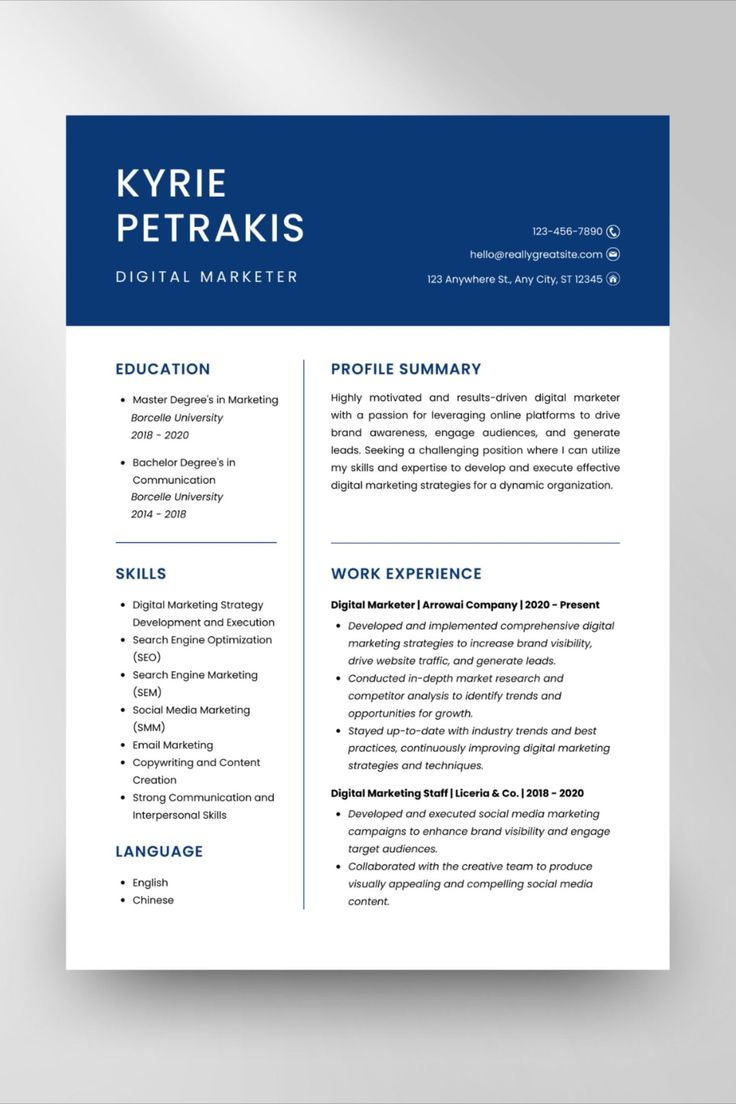 KYRIE
PETRAKIS
DIGITAL MARKETER
123-456-7890
hello@reallygreatsite.com
123 Anywhere St., Any City, ST 12345
EDUCATION
• Master Degree's in Marketing
Borcelle University
2018 - 2020
• Bachelor Degree's in
Communication
Borcelle University
2014 - 2018
SKILLS
• Digital Marketing Strategy
Development and Execution
• Search Engine Optimization
(SEO)
• Search Engine Marketing
(SEM)
• Social Media Marketing
(SMM)
• Email Marketing
• Copywriting and Content
Creation
• Strong Communication and
Interpersonal Skills
LANGUAGE
• English
• Chinese
PROFILE SUMMARY
Highly motivated and results-driven digital marketer
with a passion for leveraging online platforms to drive
brand awareness, engage audiences, and generate
leads. Seeking a challenging position where I can utilize
my skills and expertise to develop and execute effective
digital marketing strategies for a dynamic organization.
WORK EXPERIENCE
Digital Marketer | Arrowai Company | 2020 - Present
• Developed and implemented comprehensive digital
marketing strategies to increase brand visibility,
drive website traffic, and generate leads.
• Conducted in-depth market research and
competitor analysis to identify trends and
opportunities for growth.
• Stayed up-to-date with industry trends and best
practices, continuously improving digital marketing
strategies and techniques.
Digital Marketing Staff | Liceria & Co. | 2018 - 2020
• Developed and executed social media marketing
campaigns to enhance brand visibility and engage
target audiences.
• Collaborated with the creative team to produce
visually appealing and compelling social media
content.